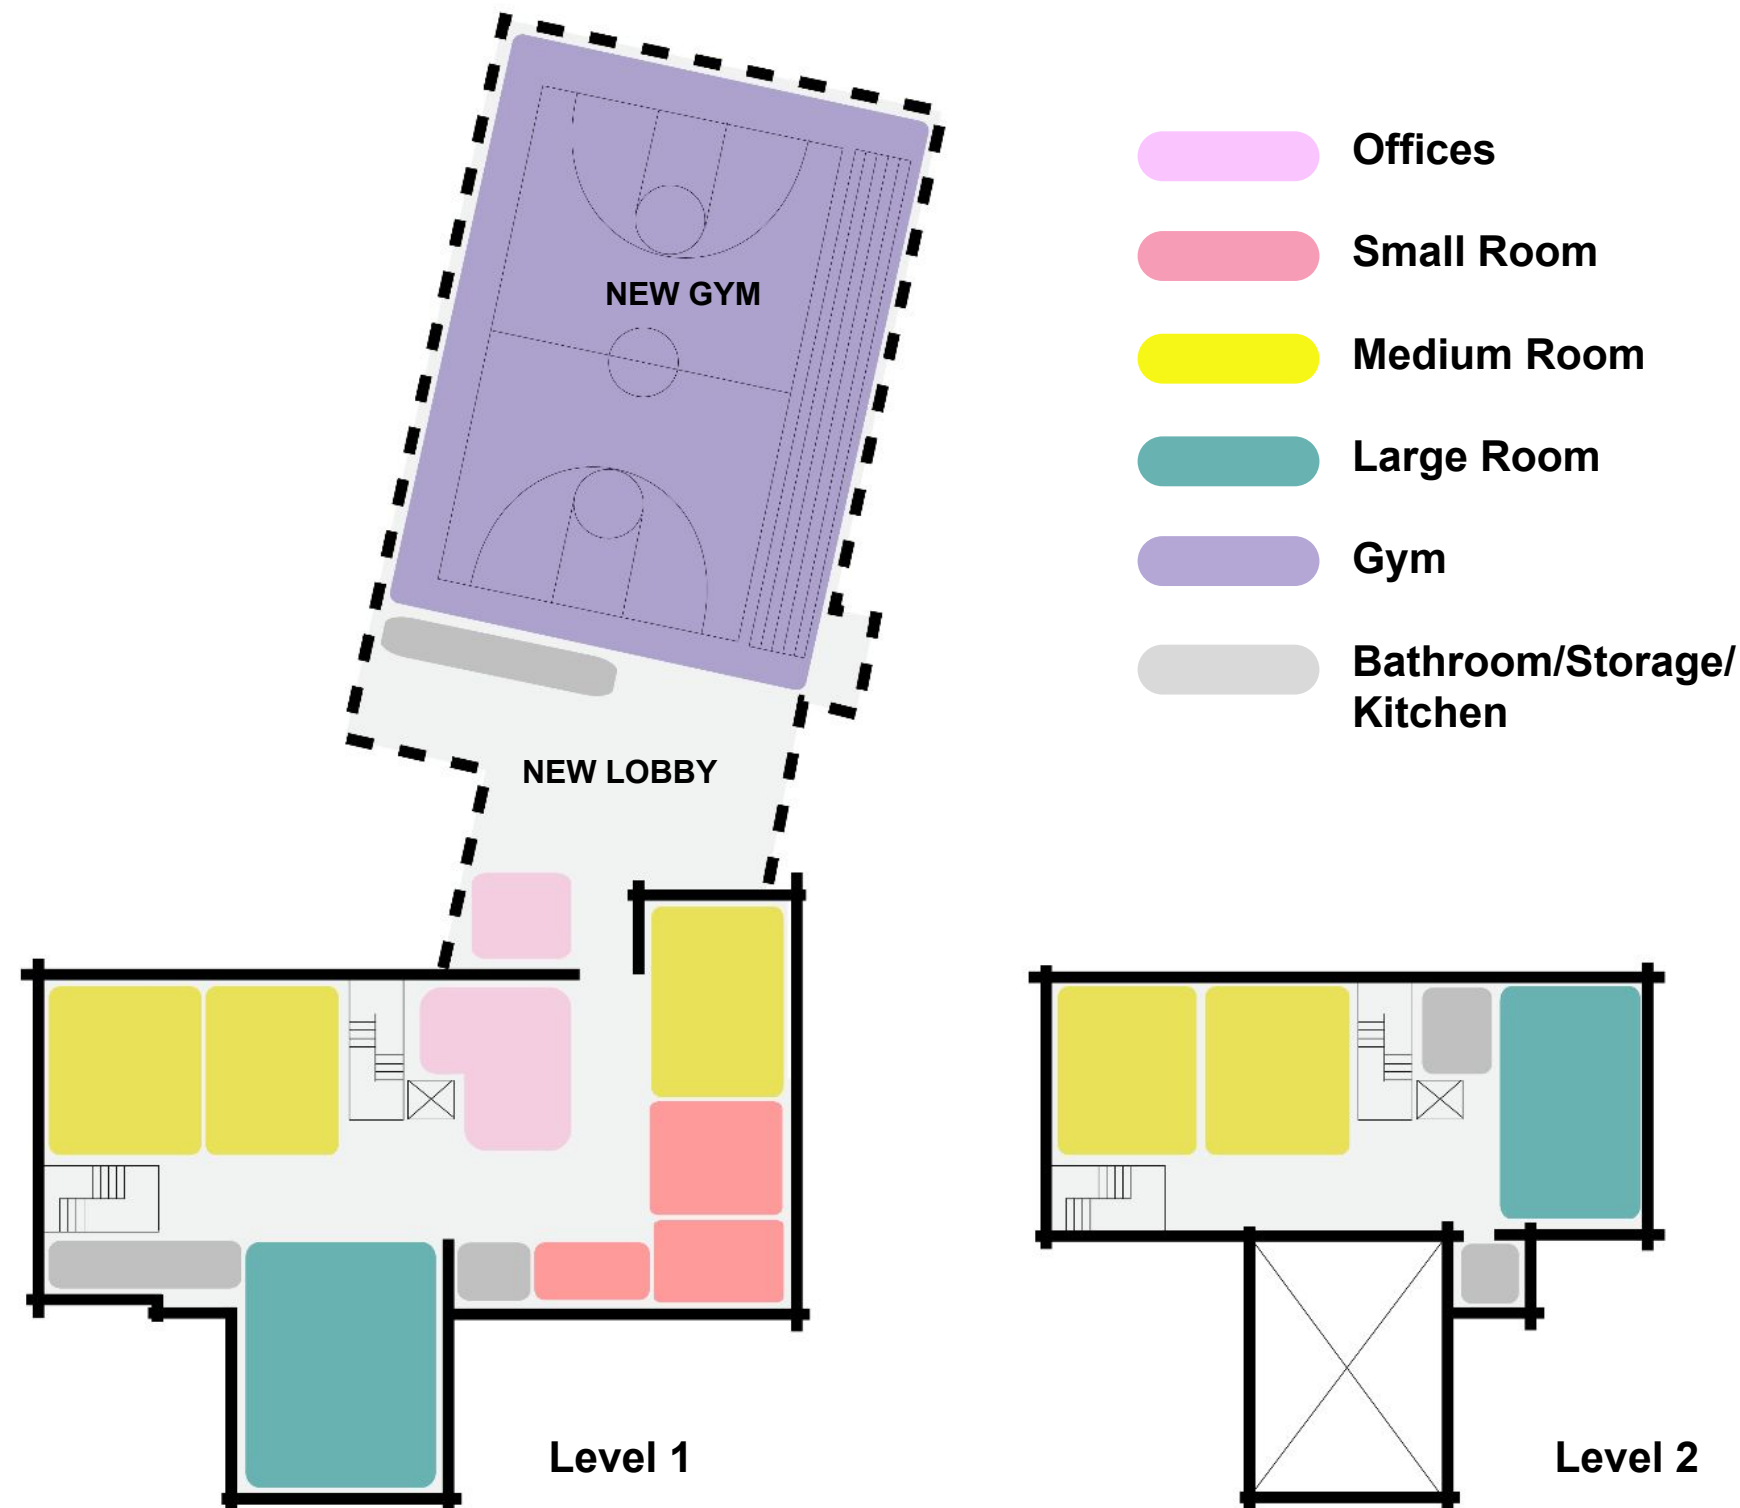 NEW GYM
NEW LOBBY
Level 1
Offices
Small Room
Medium Room
Large Room
Gym
Bathroom/Storage/
Kitchen
Level 2